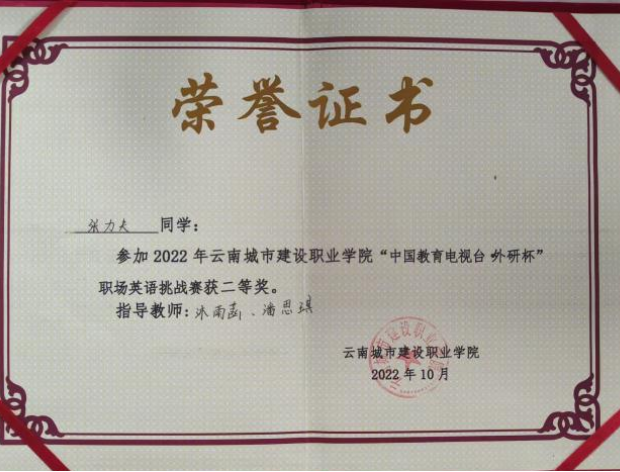 荣誉证书
张力夫 同学：
参加 2022 年云南城市建设职业学院“中国教育电视台·外研杯”
职场英语挑战赛获二等奖。
指导教师：沐雨菡、潘思琪
云南城市建设职业学院
2022 年 10 月